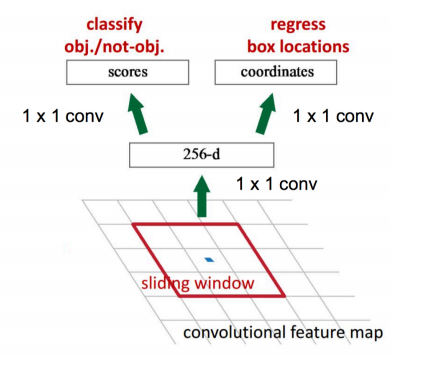 classify
obj./not-obj.
regress
box locations
scores
coordinates
1 x 1 conv
1 x 1 conv
256-d
1 x 1 conv
sliding window
convolutional feature map